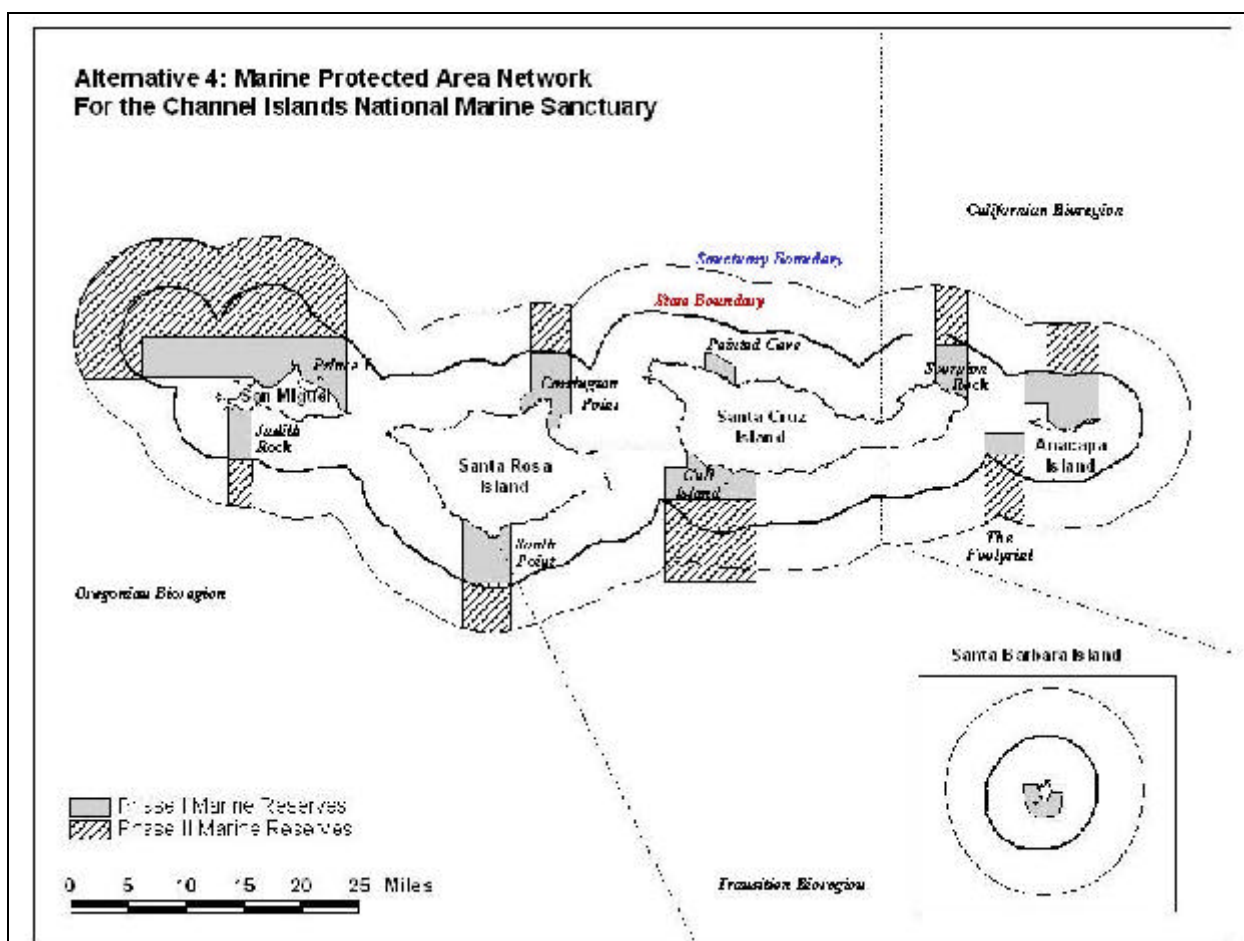 Alternative 4: Marine Protected Area Network
For the Channel Islands National Marine Sanctuary
Californian Bioregion
Sanctuary Boundary
State Boundary
Painted Cave
Prince I.
San Miguel
Carrington
Point
Scorpion
Rock
Judith
Rock
Santa Cruz
Island
Anacapa
Island
Santa Rosa
Island
Gull
Island
South
Point
The
Footprint
Oregonian Bioregion
Santa Barbara Island
Phase I Marine Reserves
Phase II Marine Reserves
0 5 10 15 20 25 Miles
Transition Bioregion